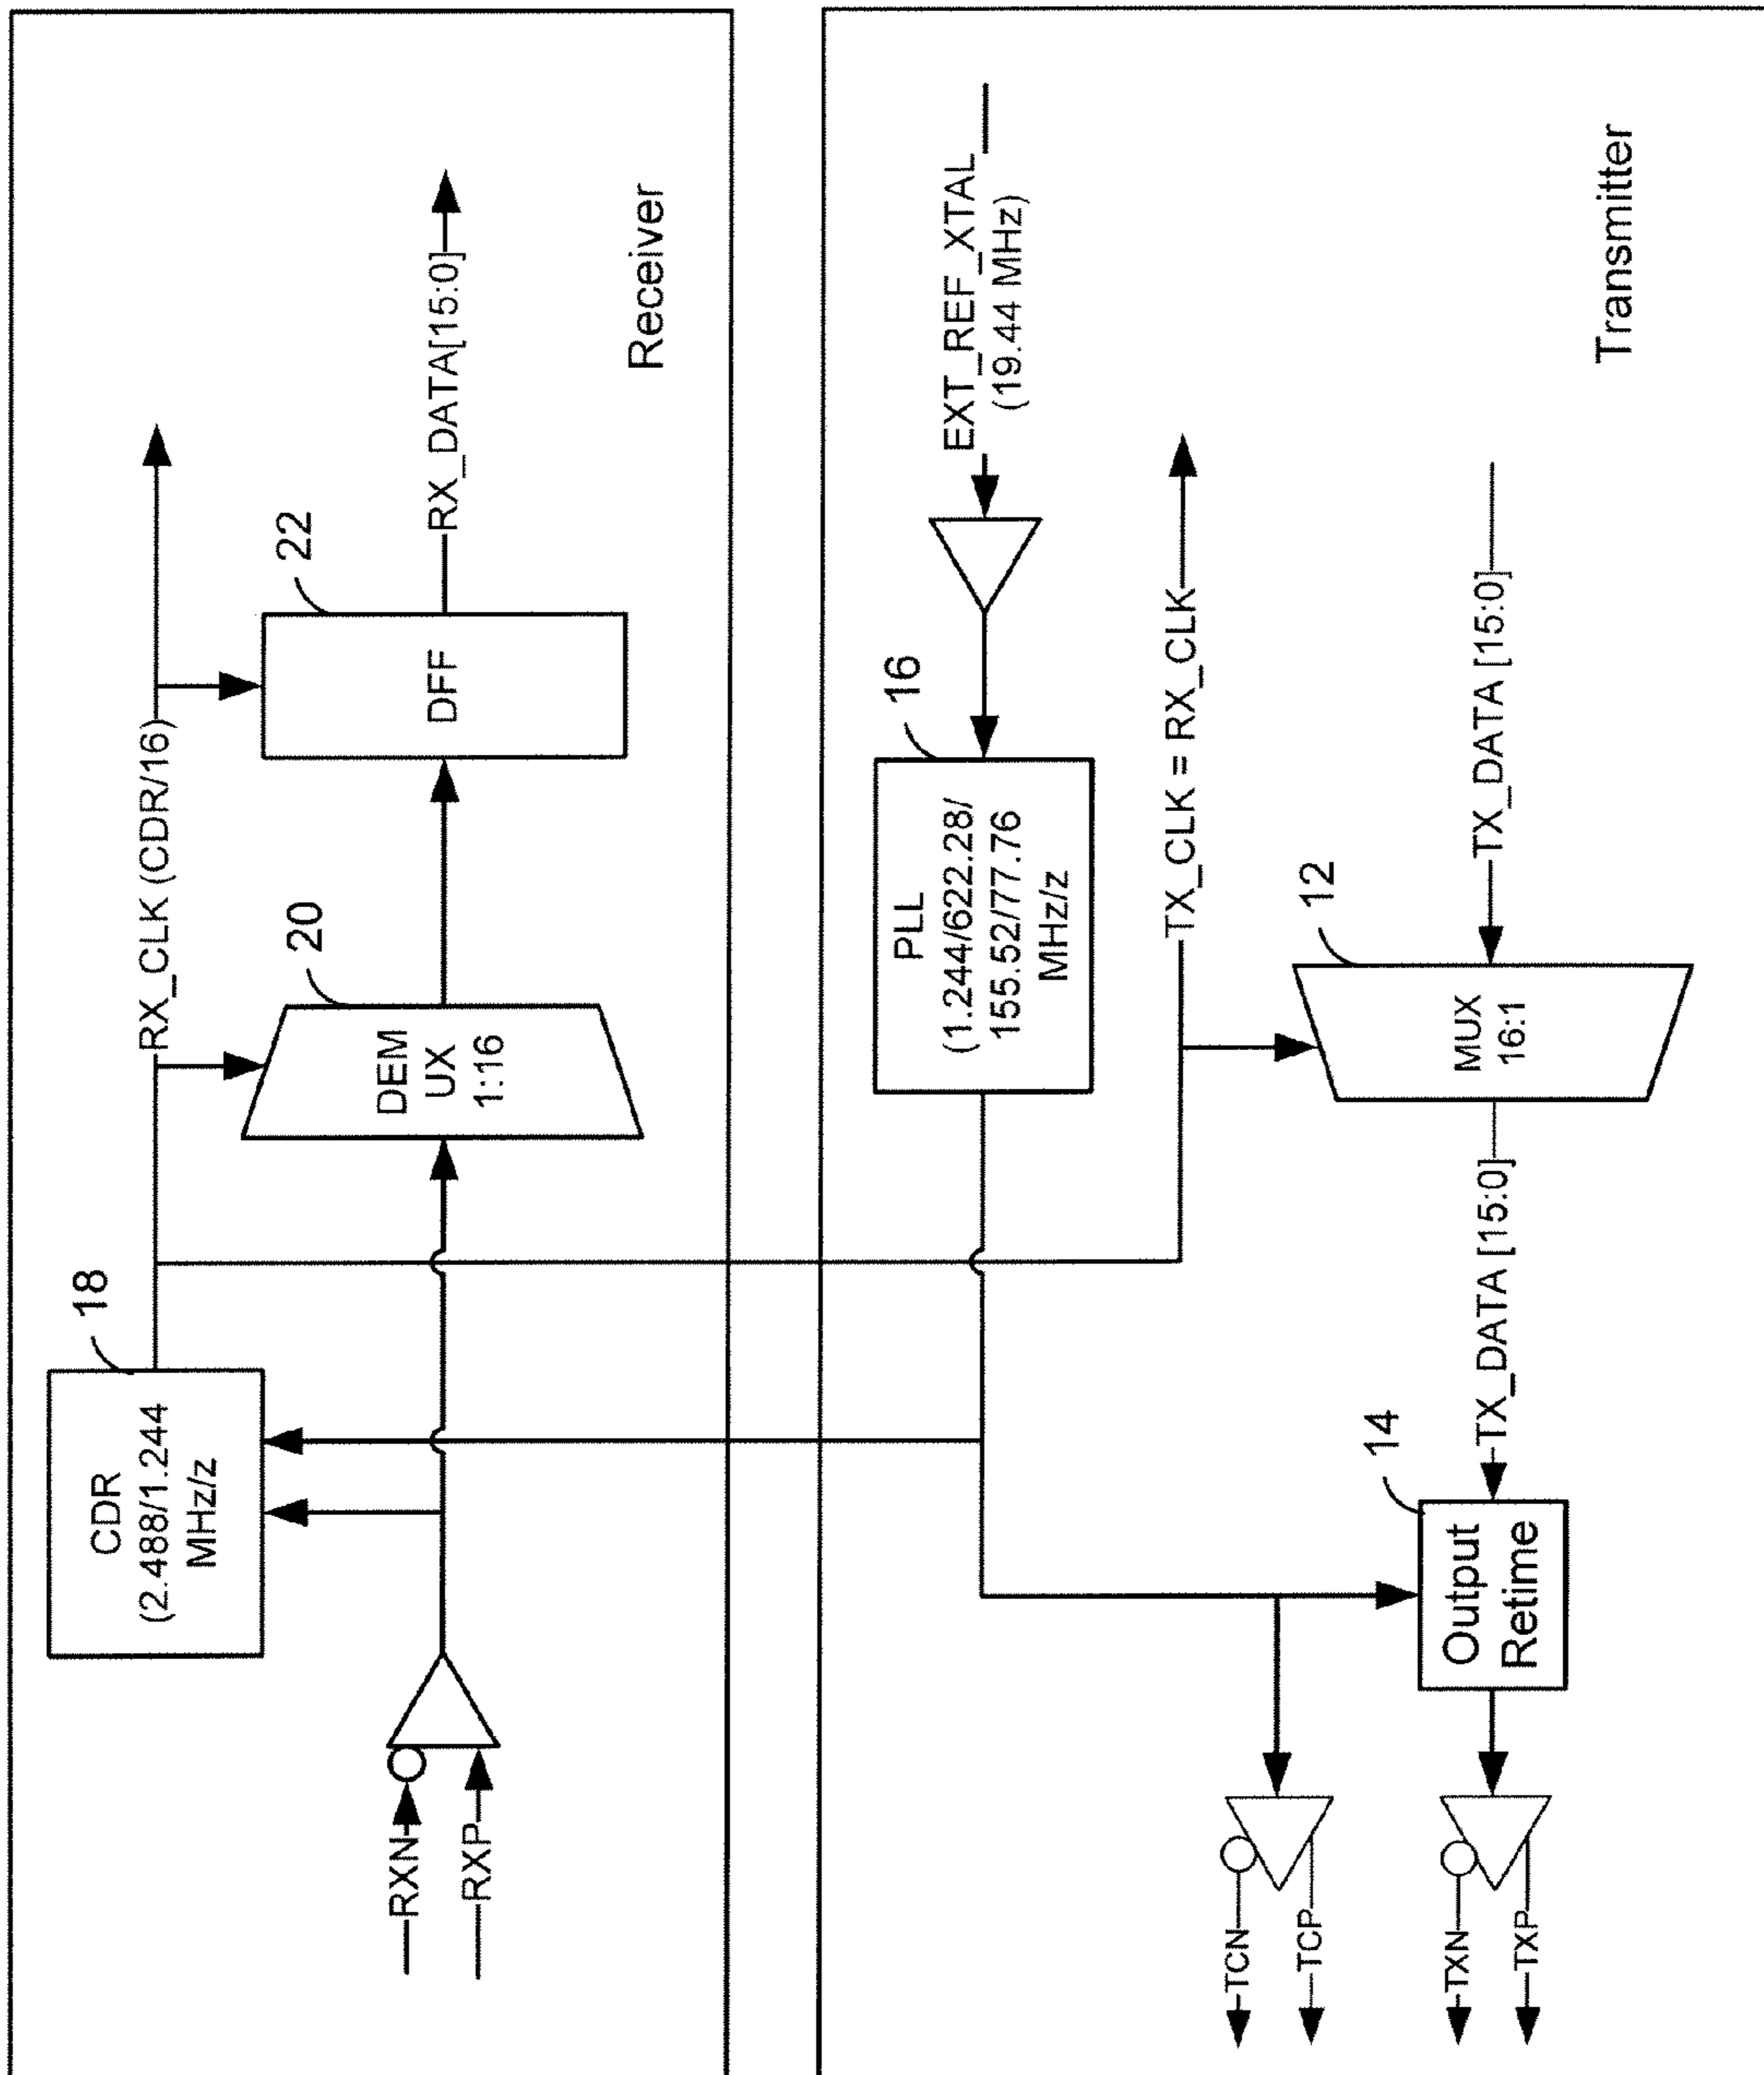 18
CDR
(2.488/1.244
MHz/z
RX_CLK (CDR/16)
20
DEM
UX
1:16
22
DFF
RX_DATA[15:0]
RXN
RXP
Receiver
EXT_REF_XTAL
(19.44 MHz)
16
PLL
(1.244/622.28/
155.52/77.76
MHz/z
TX_CLK = RX_CLK
12
MUX
16:1
TX_DATA [15:0]
TX_DATA [15:0]
14
Output
Retime
TCN
TCP
TXN
TXP
Transmitter